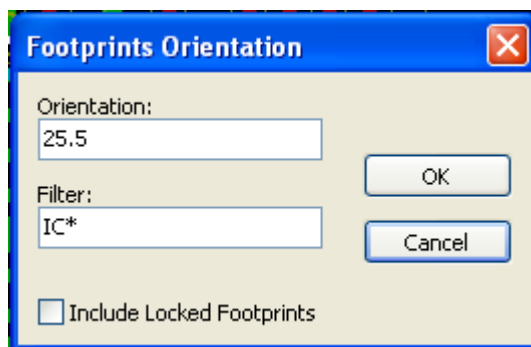 Footprints Orientation
Orientation:
25.5
OK
Filter:
IC*
Cancel
Include Locked Footprints